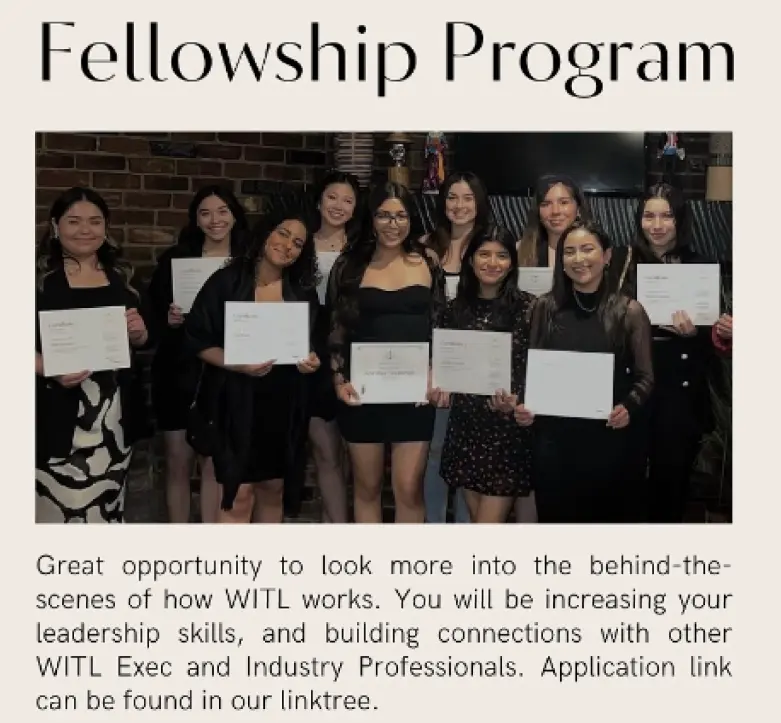 Fellowship Program
Great opportunity to look more into the behind-the-
scenes of how WITL works. You will be increasing your
leadership skills, and building connections with other
WITL Exec and Industry Professionals. Application link
can be found in our linktree.